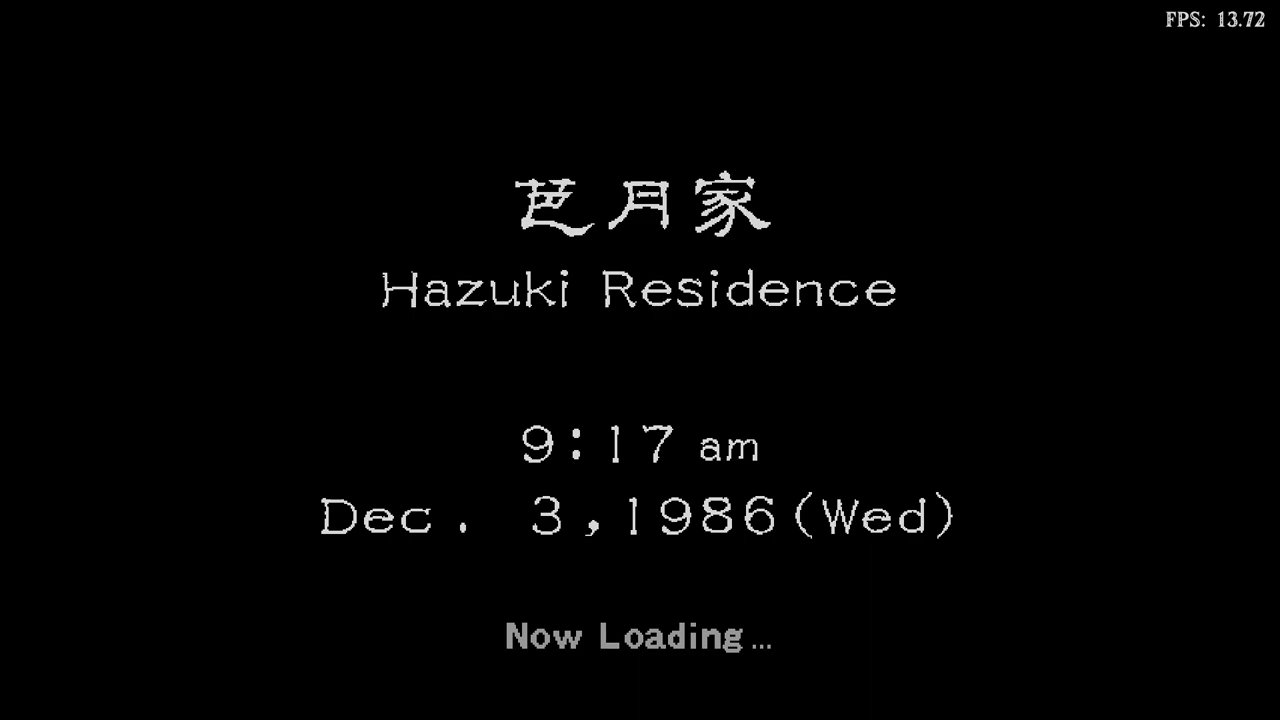 FPS: 13.72
芭月家
Hazuki Residence
9:17 am
Dec. 3,1986(Wed)
Now Loading...